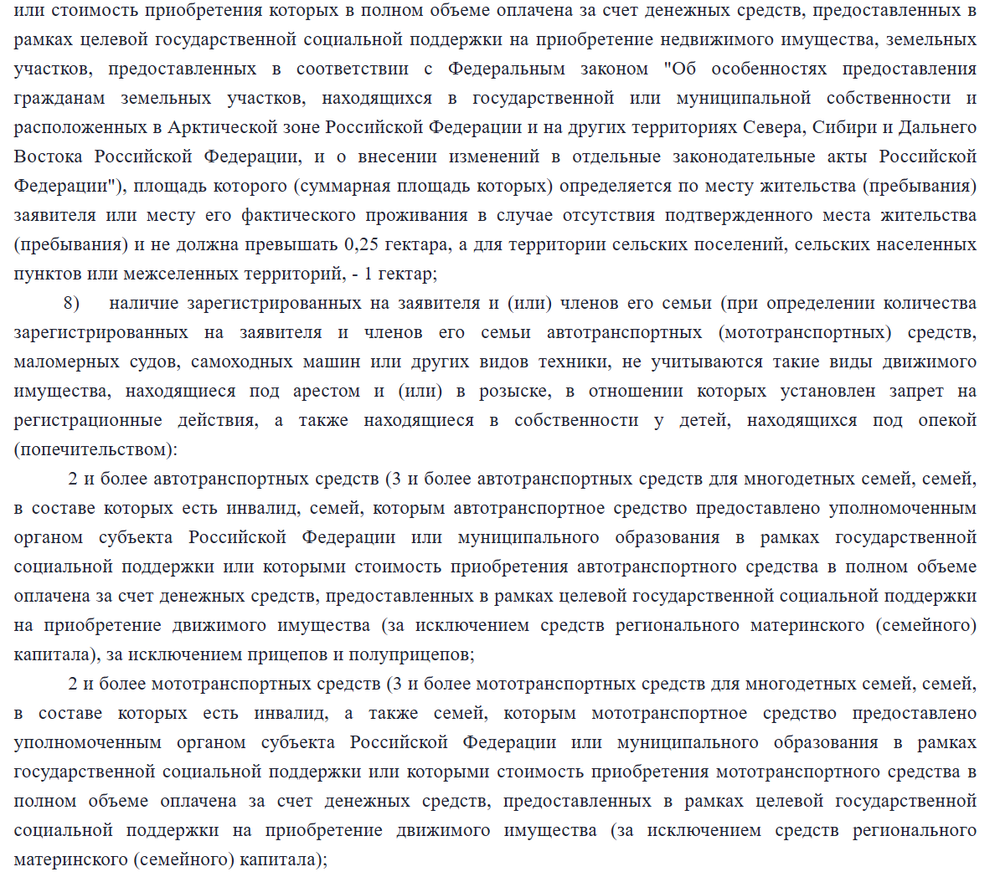 или стоимость приобретения которых в полном объеме оплачена за счет денежных средств, предоставленных в
рамках целевой государственной социальной поддержки на приобретение недвижимого имущества, земельных
участков, предоставленных в соответствии с Федеральным законом "Об особенностях предоставления
гражданам земельных участков, находящихся в государственной или муниципальной собственности и
расположенных в Арктической зоне Российской Федерации и на других территориях Севера, Сибири и Дальнего
Востока Российской Федерации, и о внесении изменений в отдельные законодательные акты Российской
Федерации"), площадь которого (суммарная площадь которых) определяется по месту жительства (пребывания)
заявителя или месту его фактического проживания в случае отсутствия подтвержденного места жительства
(пребывания) и не должна превышать 0,25 гектара, а для территории сельских поселений, сельских населенных
пунктов или межселенных территорий, - 1 гектар;
8) наличие зарегистрированных на заявителя и (или) членов его семьи (при определении количества
зарегистрированных на заявителя и членов его семьи автотранспортных (мототранспортных) средств,
маломерных судов, самоходных машин или других видов техники, не учитываются такие виды движимого
имущества, находящиеся под арестом и (или) в розыске, в отношении которых установлен запрет на
регистрационные действия, а также находящиеся в собственности у детей, находящихся под опекой
(попечительством):
2 и более автотранспортных средств (3 и более автотранспортных средств для многодетных семей, семей,
в составе которых есть инвалид, семей, которым автотранспортное средство предоставлено уполномоченным
органом субъекта Российской Федерации или муниципального образования в рамках государственной
социальной поддержки или которыми стоимость приобретения автотранспортного средства в полном объеме
оплачена за счет денежных средств, предоставленных в рамках целевой государственной социальной поддержки
на приобретение движимого имущества (за исключением средств регионального материнского (семейного)
капитала), за исключением прицепов и полуприцепов;
2 и более мототранспортных средств (3 и более мототранспортных средств для многодетных семей, семей,
в составе которых есть инвалид, а также семей, которым мототранспортное средство предоставлено
уполномоченным органом субъекта Российской Федерации или муниципального образования в рамках
государственной социальной поддержки или которыми стоимость приобретения мототранспортного средства в
полном объеме оплачена за счет денежных средств, предоставленных в рамках целевой государственной
социальной поддержки на приобретение движимого имущества (за исключением средств регионального
материнского (семейного) капитала);